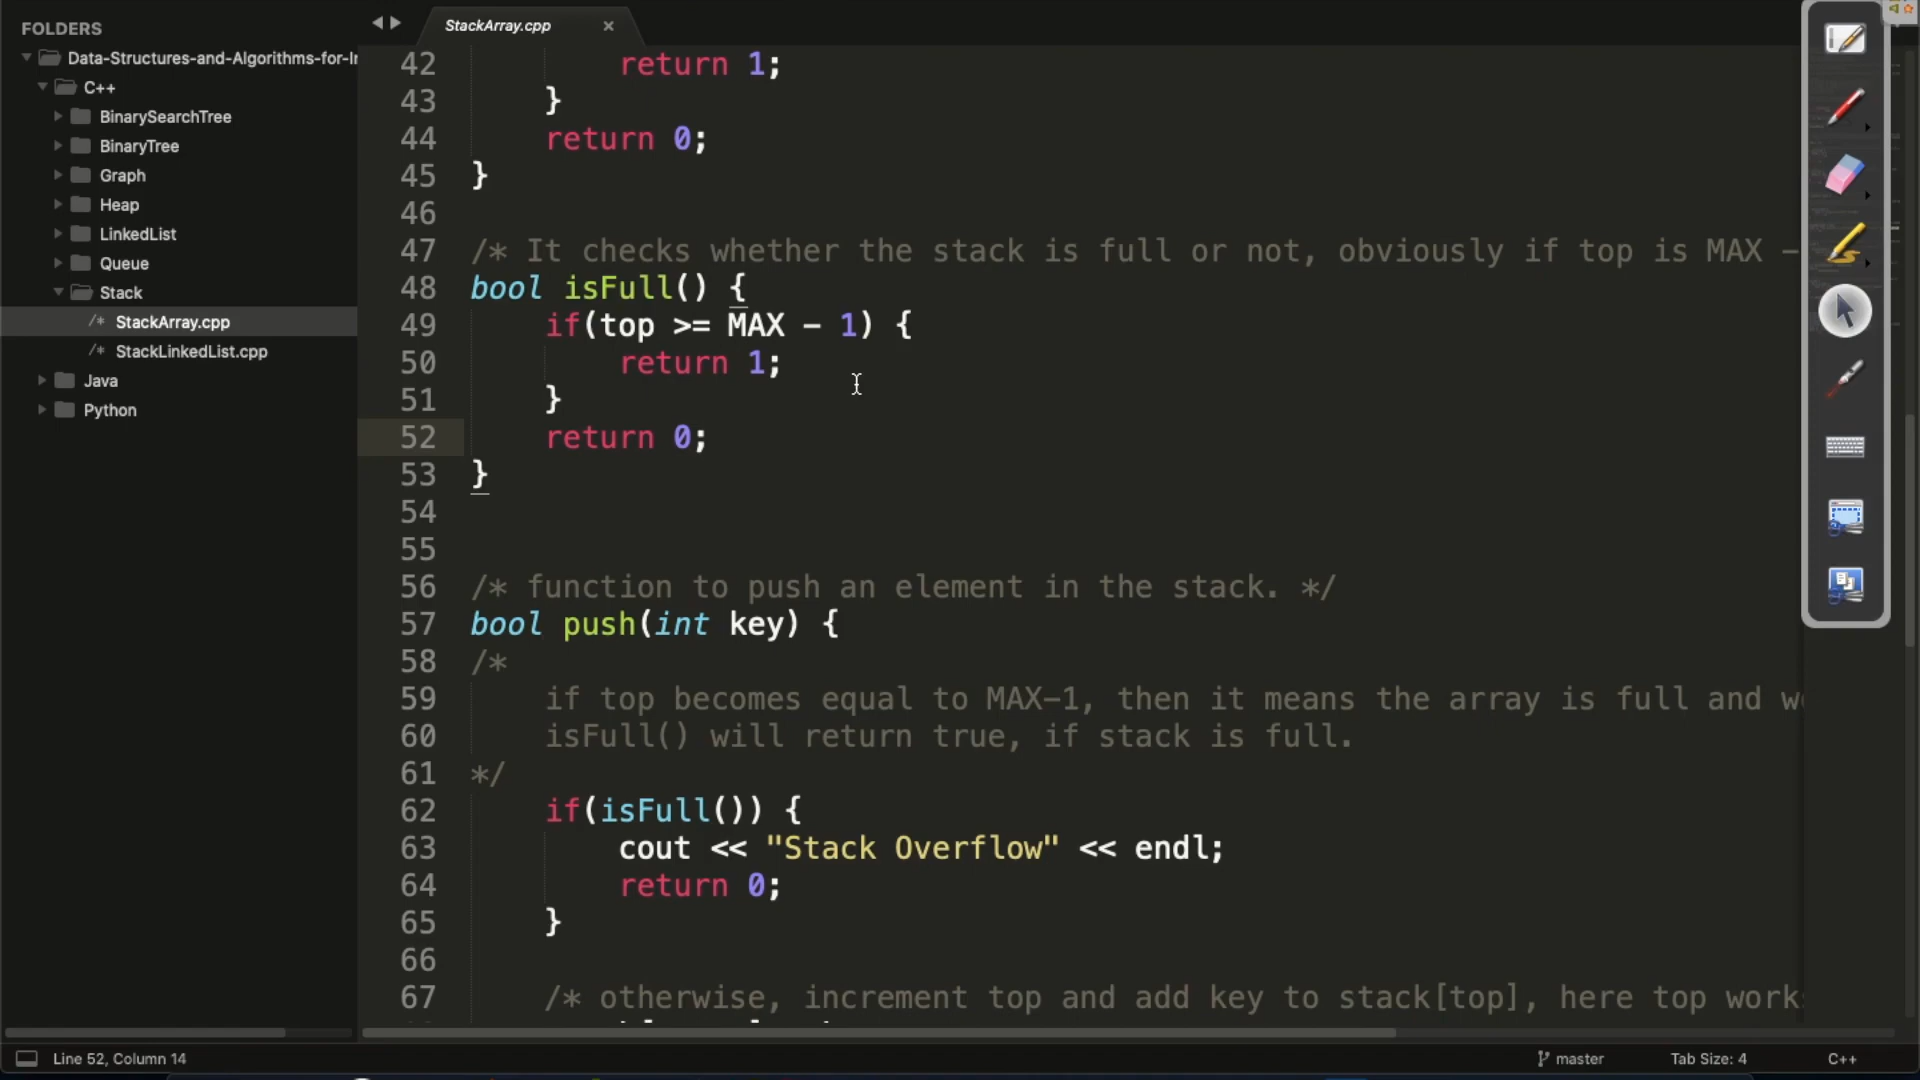 FOLDERS
Data-Structures-and-Algorithms-for-In
C++
BinarySearchTree
BinaryTree
Graph
Heap
LinkedList
Queue
Stack
/* StackArray.cpp
/* StackLinkedList.cpp
Java
Python
StackArray.cpp ×
42 return 1;
43 }
44 return 0;
45 }
46
47 /* It checks whether the stack is full or not, obviously if top is MAX -
48 bool isFull() {
49 if(top >= MAX - 1) {
50 return 1;
51 }
52 return 0;
53 }
54
55
56 /* function to push an element in the stack. */
57 bool push(int key) {
58 /*
59 if top becomes equal to MAX-1, then it means the array is full and
60 isFull() will return true, if stack is full.
61 */
62 if(isFull()) {
63 cout << "Stack Overflow" << endl;
64 return 0;
65 }
66
67 /* otherwise, increment top and add key to stack[top], here top work
Line 52, Column 14
master
Tab Size: 4
C++